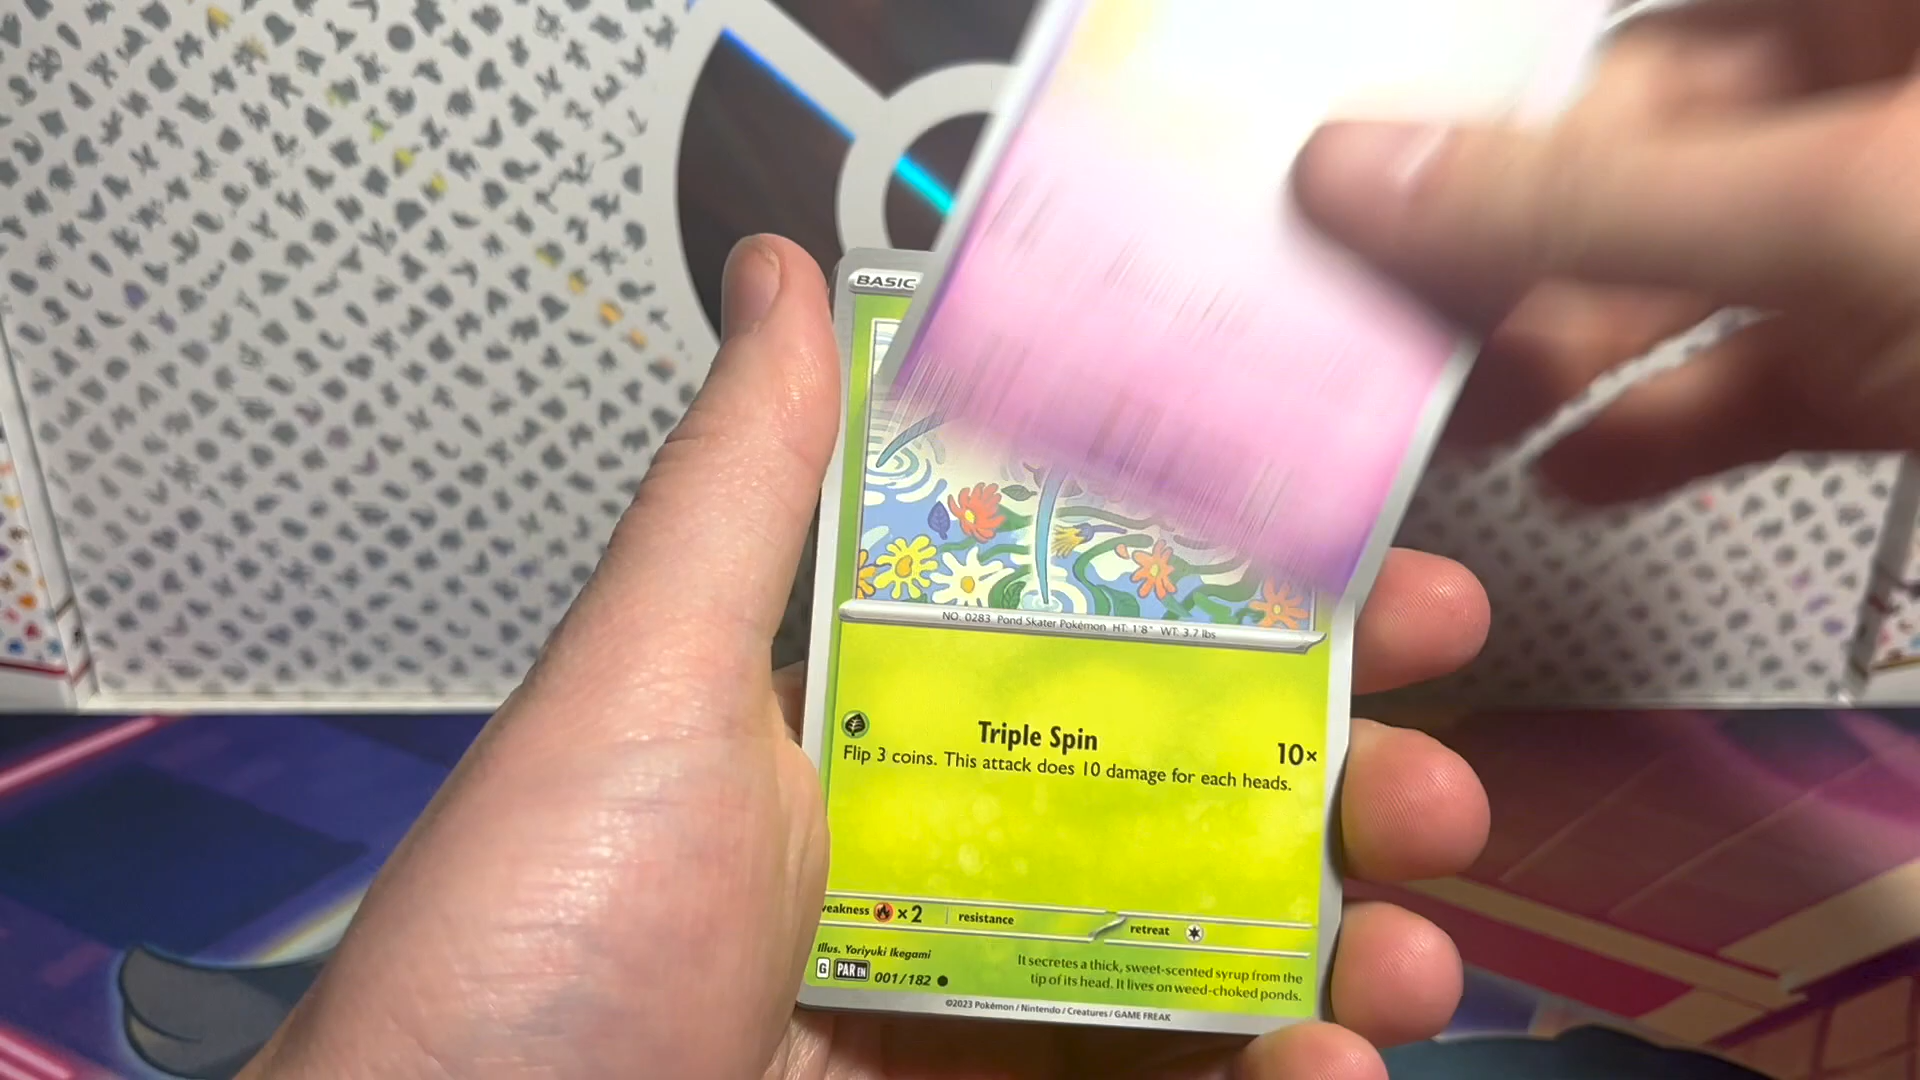 BASIC
NO. 0283 Pond Skater Pokémon HT: 1'8" WT: 3.7 lbs
Triple Spin
10×
Flip 3 coins. This attack does 10 damage for each heads.
weakness ×2 resistance retreat
Illus. Yoriyuki Ikegami
G PAR EN 001/182
It secretes a thick, sweet-scented syrup from the
tip of its head. It lives on weed-choked ponds.
©2023 Pokémon / Nintendo / Creatures / GAME FREAK